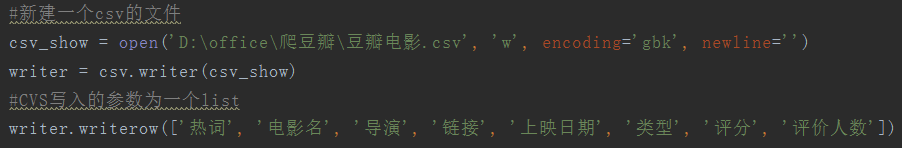 #新建一个csv的文件
csv_show = open('D:\office\爬豆瓣\豆瓣电影.csv', 'w', encoding='gbk', newline='')
writer = csv.writer(csv_show)
#CVS写入的参数为一个list
writer.writerow(['热词', '电影名', '导演', '链接', '上映日期', '类型', '评分', '评价人数'])